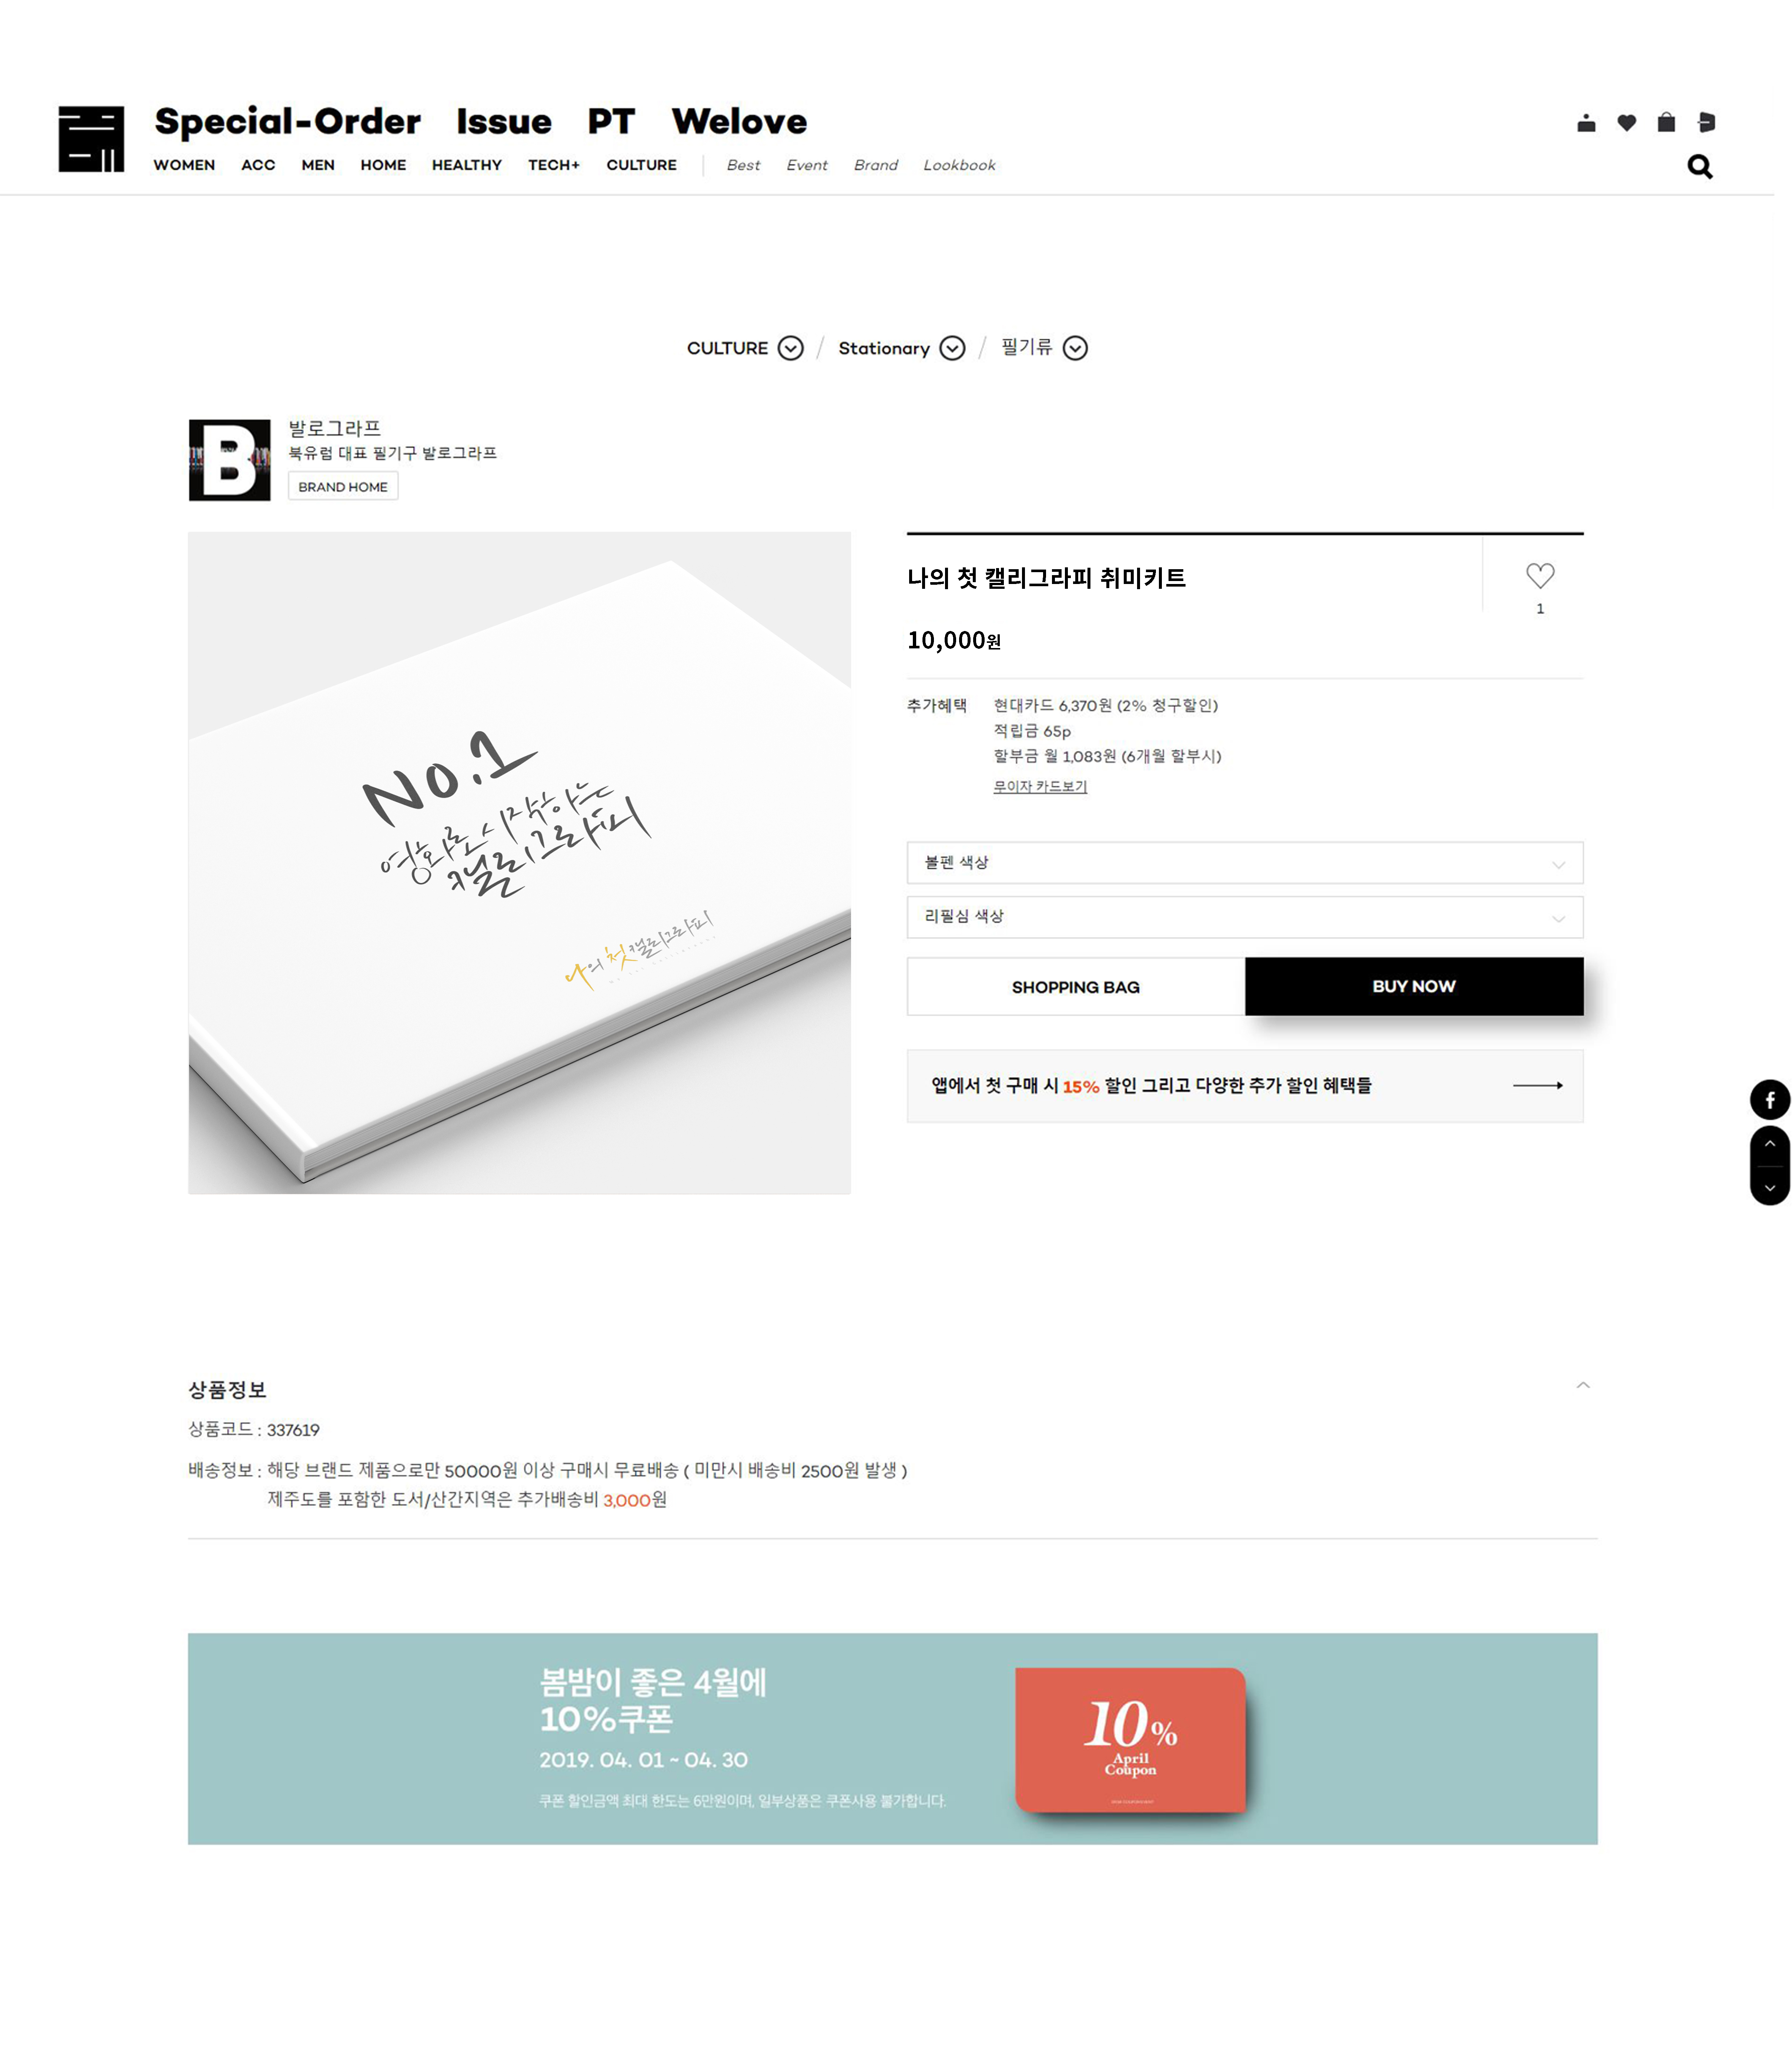 Special-Order Issue PT Welove
WOMEN ACC MEN HOME HEALTHY TECH+ CULTURE Best Event Brand Lookbook
CULTURE / Stationary / 필기류
B
발로그라프
북유럽 대표 필기구 발로그라프
BRAND HOME
No.1
영화로 시작하는
캘리그라피
나의 첫 캘리그라피
나의 첫 캘리그라피 취미키트
1
10,000원
추가혜택 현대카드 6,370원 (2% 청구할인)
적립금 65p
할부금 월 1,083원 (6개월 할부시)
무이자 카드보기
볼펜 색상
리필심 색상
SHOPPING BAG BUY NOW
앱에서 첫 구매 시 15% 할인 그리고 다양한 추가 할인 혜택들
f
상품정보
상품코드 : 337619
배송정보 : 해당 브랜드 제품으로만 50000원 이상 구매시 무료배송 ( 미만시 배송비 2500원 발생 )
제주도를 포함한 도서/산간지역은 추가배송비 3,000원
봄밤이 좋은 4월에
10%쿠폰
2019. 04. 01 ~ 04. 30
쿠폰 할인금액 최대 한도는 6만원이며, 일부상품은 쿠폰사용 불가합니다.
10%
April
Coupon